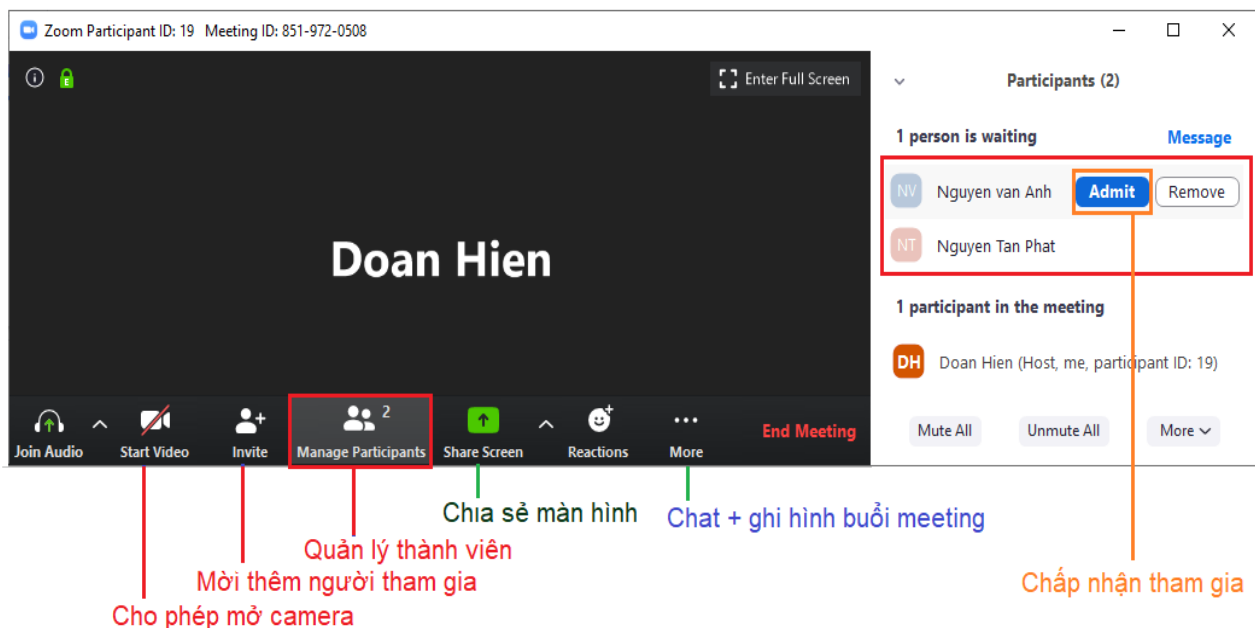 Zoom Participant ID: 19 Meeting ID: 851-972-0508
Enter Full Screen
Participants (2)
1 person is waiting Message
NV Nguyen van Anh Admit Remove
NT Nguyen Tan Phat
Doan Hien
1 participant in the meeting
DH Doan Hien (Host, me, participant ID: 19)
2
Join Audio Start Video Invite Manage Participants Share Screen Reactions More End Meeting
Mute All Unmute All More
Chia sẻ màn hình
Chat + ghi hình buổi meeting
Quản lý thành viên
Mời thêm người tham gia
Chấp nhận tham gia
Cho phép mở camera